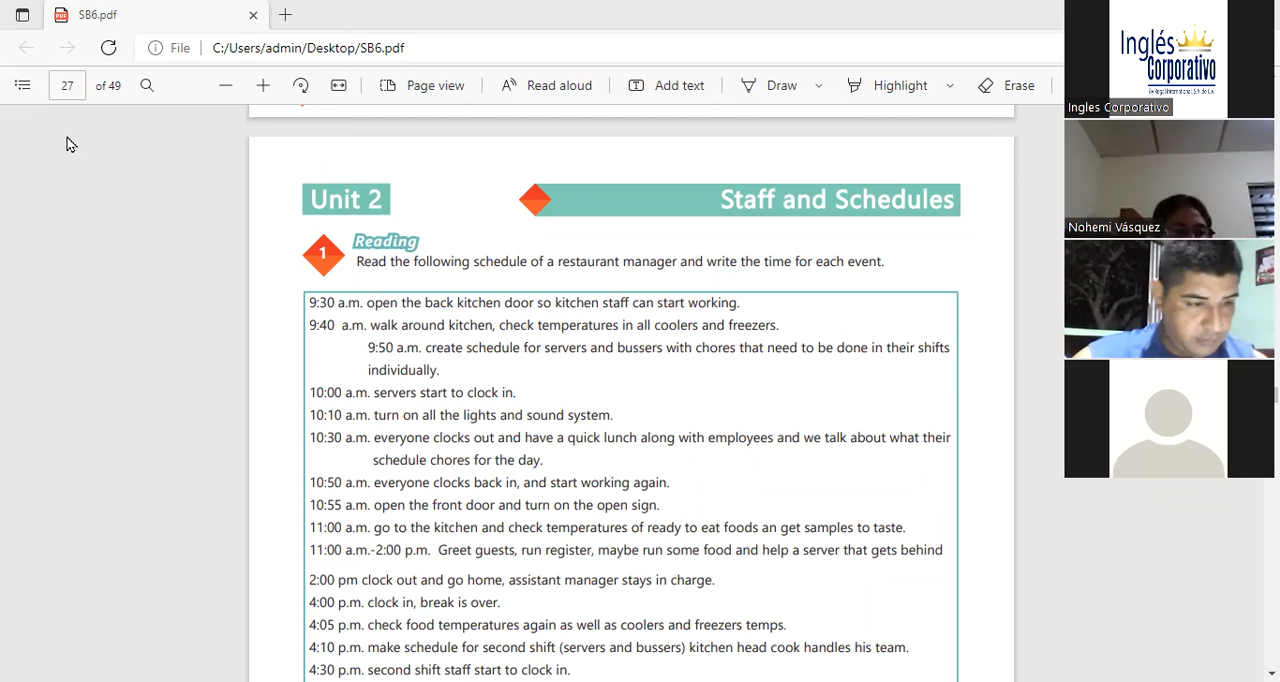 SB6.pdf
File
C:/Users/admin/Desktop/SB6.pdf
27 of 49
Page view
Read aloud
Add text
Draw
Highlight
Erase
Inglés
Corporativo
Ingles Corporativo
Nohemi Vásquez
Unit 2
Staff and Schedules
1
Reading
Read the following schedule of a restaurant manager and write the time for each event.
9:30 a.m. open the back kitchen door so kitchen staff can start working.
9:40 a.m. walk around kitchen, check temperatures in all coolers and freezers.
9:50 a.m. create schedule for servers and bussers with chores that need to be done in their shifts
individually.
10:00 a.m. servers start to clock in.
10:10 a.m. turn on all the lights and sound system.
10:30 a.m. everyone clocks out and have a quick lunch along with employees and we talk about what their
schedule chores for the day.
10:50 a.m. everyone clocks back in, and start working again.
10:55 a.m. open the front door and turn on the open sign.
11:00 a.m. go to the kitchen and check temperatures of ready to eat foods an get samples to taste.
11:00 a.m.-2:00 p.m. Greet guests, run register, maybe run some food and help a server that gets behind
2:00 pm clock out and go home, assistant manager stays in charge.
4:00 p.m. clock in, break is over.
4:05 p.m. check food temperatures again as well as coolers and freezers temps.
4:10 p.m. make schedule for second shift (servers and bussers) kitchen head cook handles his team.
4:30 p.m. second shift staff start to clock in.